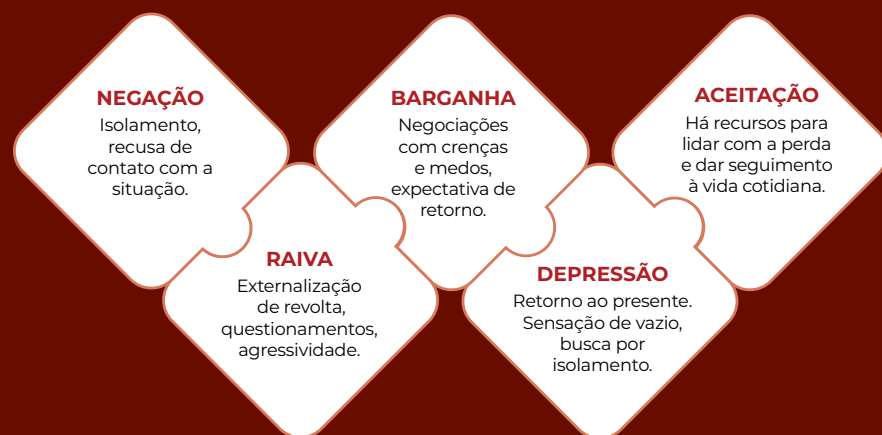 NEGAÇÃO
Isolamento,
recusa de
contato com a
situação.
RAIVA
Externalização
de revolta,
questionamentos,
agressividade.
BARGANHA
Negociações
com crenças
e medos,
expectativa de
retorno.
DEPRESSÃO
Retorno ao presente.
Sensação de vazio,
busca por
isolamento.
ACEITAÇÃO
Há recursos para
lidar com a perda
e dar seguimento
à vida cotidiana.